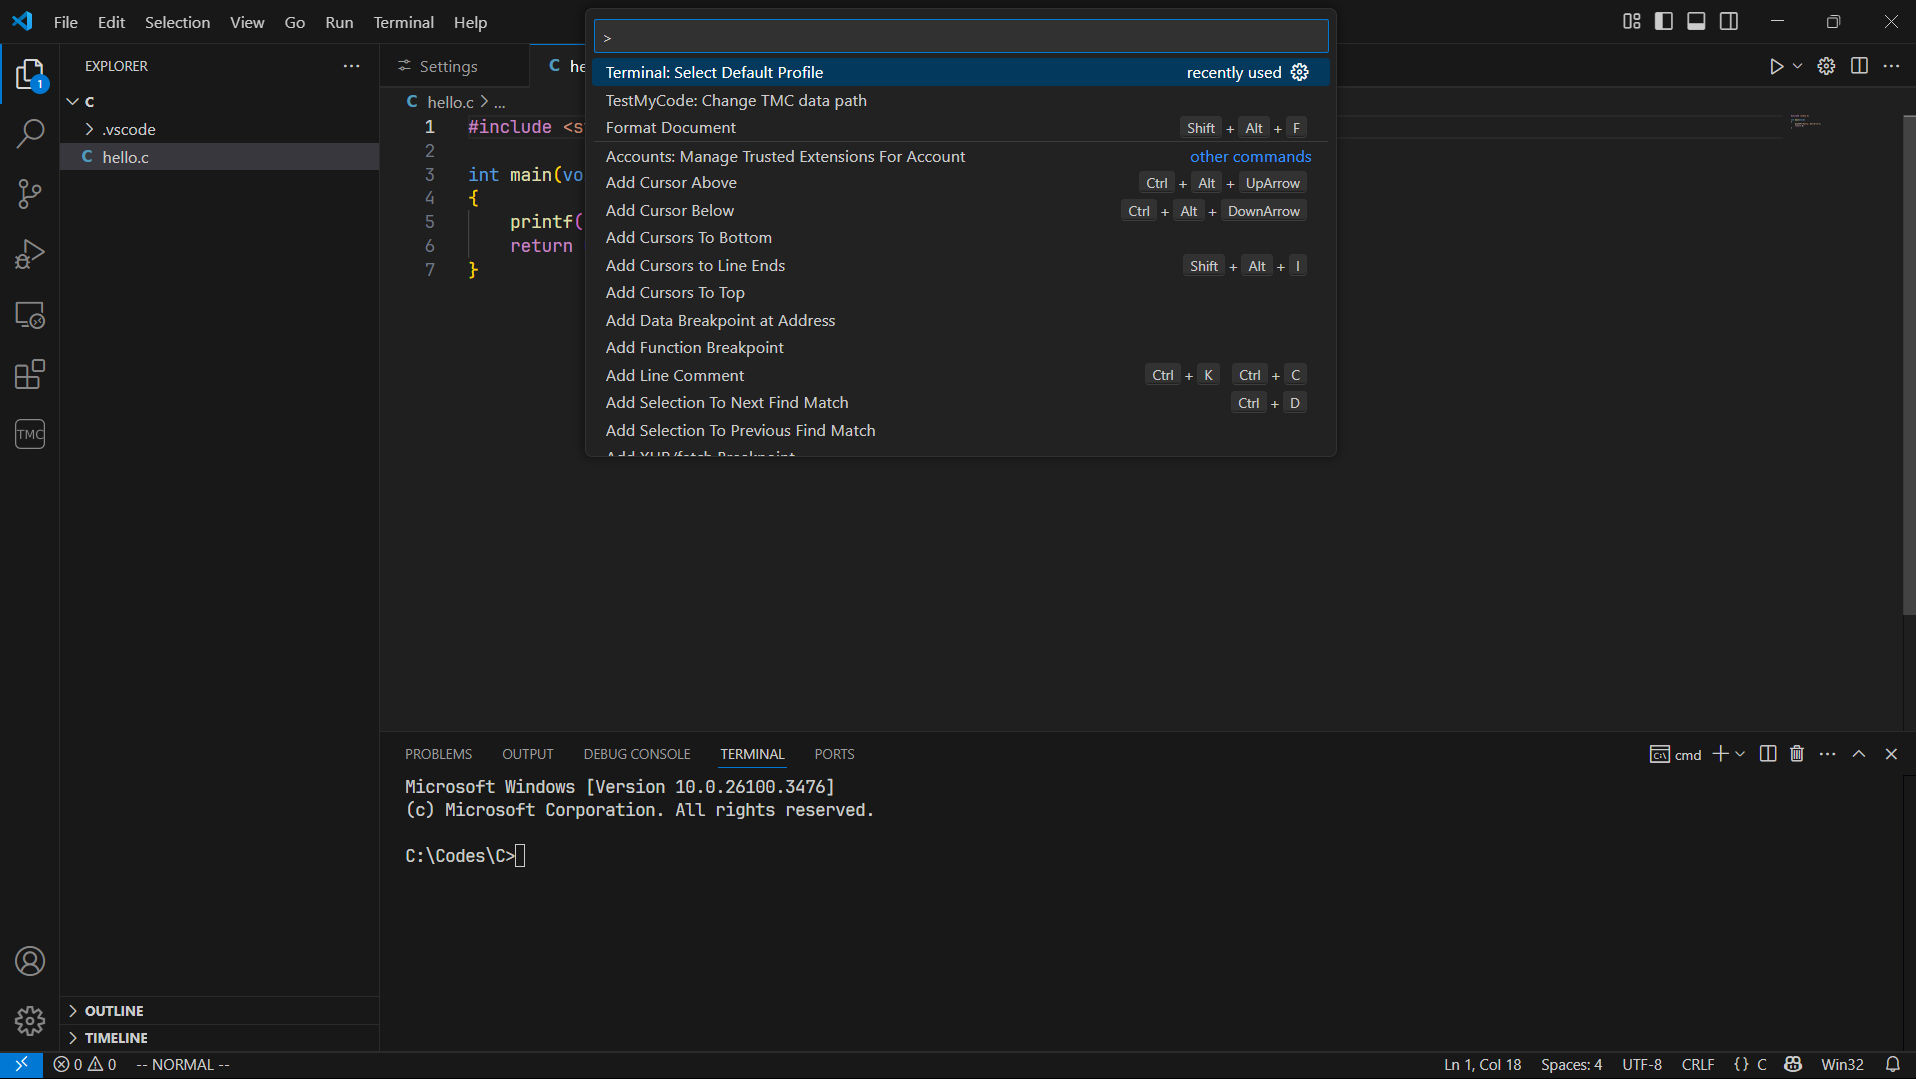 File Edit Selection View Go Run Terminal Help
>
1
EXPLORER
C
.vscode
C hello.c
TMC
OUTLINE
TIMELINE
Settings
C he
C hello.c > ...
1 #include <s
2
3 int main(vo
4 {
5 printf(
6 return
7 }
Terminal: Select Default Profile recently used
TestMyCode: Change TMC data path
Format Document Shift + Alt + F
Accounts: Manage Trusted Extensions For Account other commands
Add Cursor Above Ctrl + Alt + UpArrow
Add Cursor Below Ctrl + Alt + DownArrow
Add Cursors To Bottom
Add Cursors to Line Ends Shift + Alt + I
Add Cursors To Top
Add Data Breakpoint at Address
Add Function Breakpoint
Add Line Comment Ctrl + K Ctrl + C
Add Selection To Next Find Match Ctrl + D
Add Selection To Previous Find Match
Add XHR/fetch Breakpoint
PROBLEMS OUTPUT DEBUG CONSOLE TERMINAL PORTS
cmd
Microsoft Windows [Version 10.0.26100.3476]
(c) Microsoft Corporation. All rights reserved.
C:\Codes\C>
0 0 -- NORMAL --
Ln 1, Col 18 Spaces: 4 UTF-8 CRLF {} C Win32